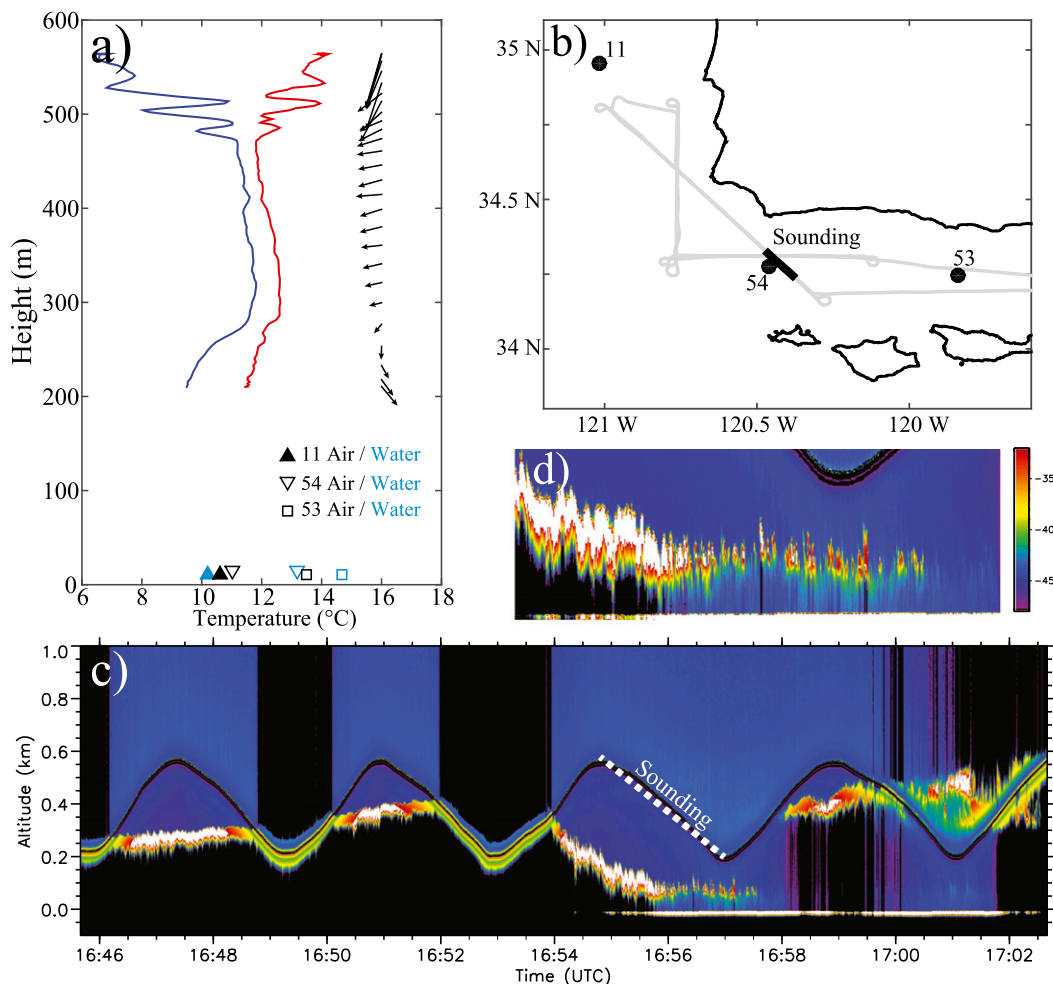 a)
600
500
400
300
200
100
0
Height (m)
11 Air / Water
54 Air / Water
53 Air / Water
6 8 10 12 14 16 18
Temperature (°C)
b)
35 N
34.5 N
34 N
11
Sounding
54
53
121 W 120.5 W 120 W
d)
-35
-40
-45
c)
1.0
0.8
0.6
0.4
0.2
0.0
Altitude (km)
Sounding
16:46 16:48 16:50 16:52 16:54 16:56 16:58 17:00 17:02
Time (UTC)